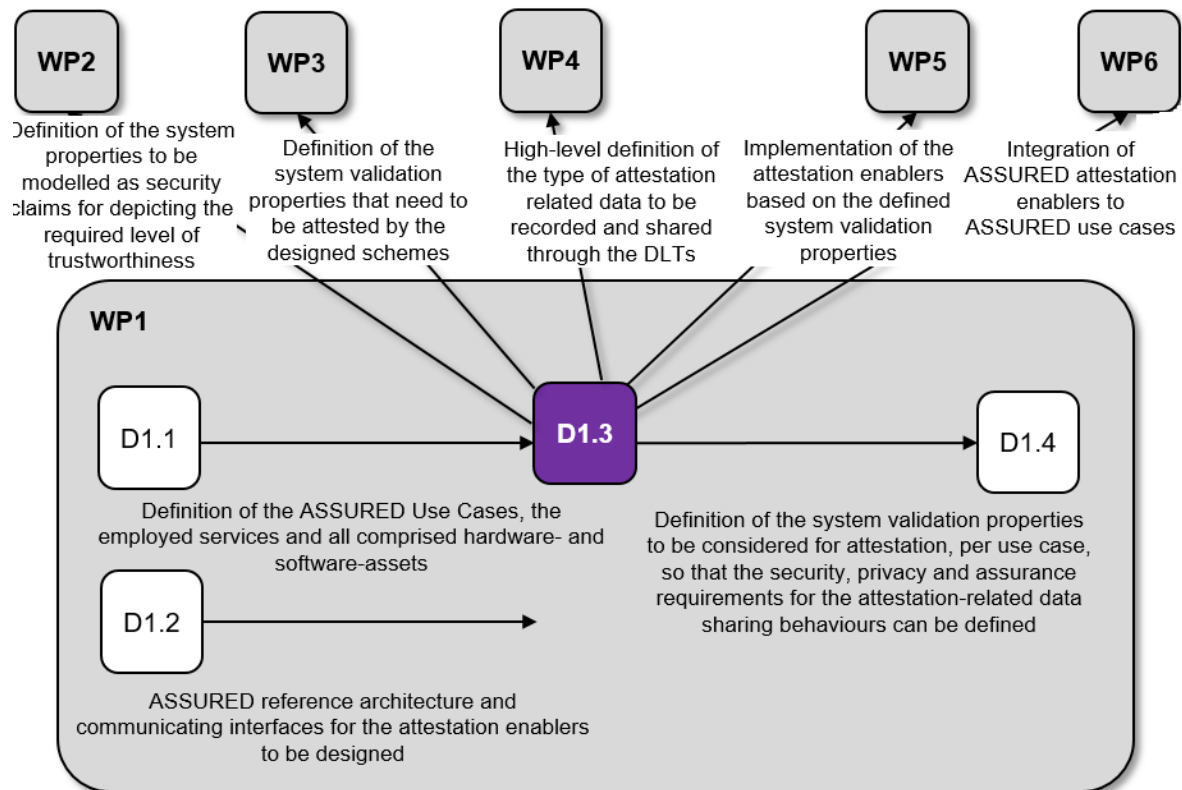 WP2
WP3
WP4
WP5
WP6
Definition of the system
properties to be
modelled as security
claims for depicting the
required level of
trustworthiness
Definition of the
system validation
properties that need to
be attested by the
designed schemes
High-level definition of
the type of attestation
related data to be
recorded and shared
through the DLTs
Implementation of the
attestation enablers
based on the defined
system validation
properties
Integration of
ASSURED attestation
enablers to
ASSURED use cases
WP1
D1.1
D1.3
D1.4
Definition of the ASSURED Use Cases, the
employed services and all comprised hardware- and
software-assets
Definition of the system validation properties
to be considered for attestation, per use case,
so that the security, privacy and assurance
requirements for the attestation-related data
sharing behaviours can be defined
D1.2
ASSURED reference architecture and
communicating interfaces for the attestation enablers
to be designed